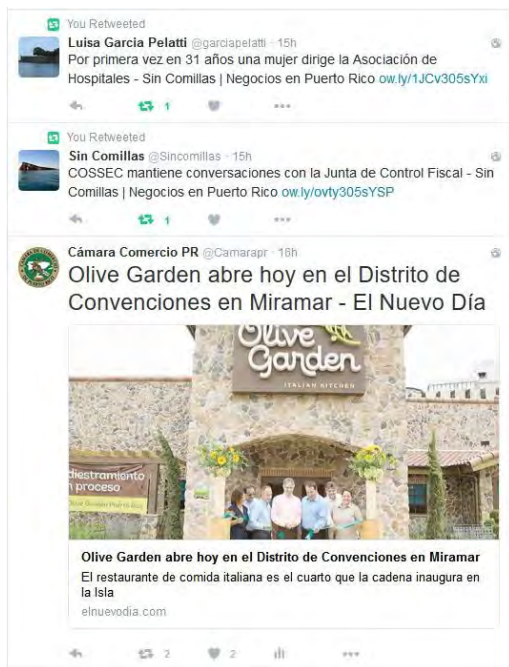 You Retweeted
Luisa Garcia Pelatti @garciapelatti · 15h
Por primera vez en 31 años una mujer dirige la Asociación de
Hospitales - Sin Comillas | Negocios en Puerto Rico ow.ly/1JCv305sYxi
1
You Retweeted
Sin Comillas @Sincomillas · 15h
COSSEC mantiene conversaciones con la Junta de Control Fiscal - Sin
Comillas | Negocios en Puerto Rico ow.ly/ovty305sYSP
1
Cámara Comercio PR @Camarapr · 16h
Olive Garden abre hoy en el Distrito de
Convenciones en Miramar - El Nuevo Día
Olive
Garden
ITALIAN KITCHEN
diestramiento
n proceso
Olive Garden Puerto Rico
Olive Garden abre hoy en el Distrito de Convenciones en Miramar
El restaurante de comida italiana es el cuarto que la cadena inaugura en
la Isla
elnuevodia.com
2 2